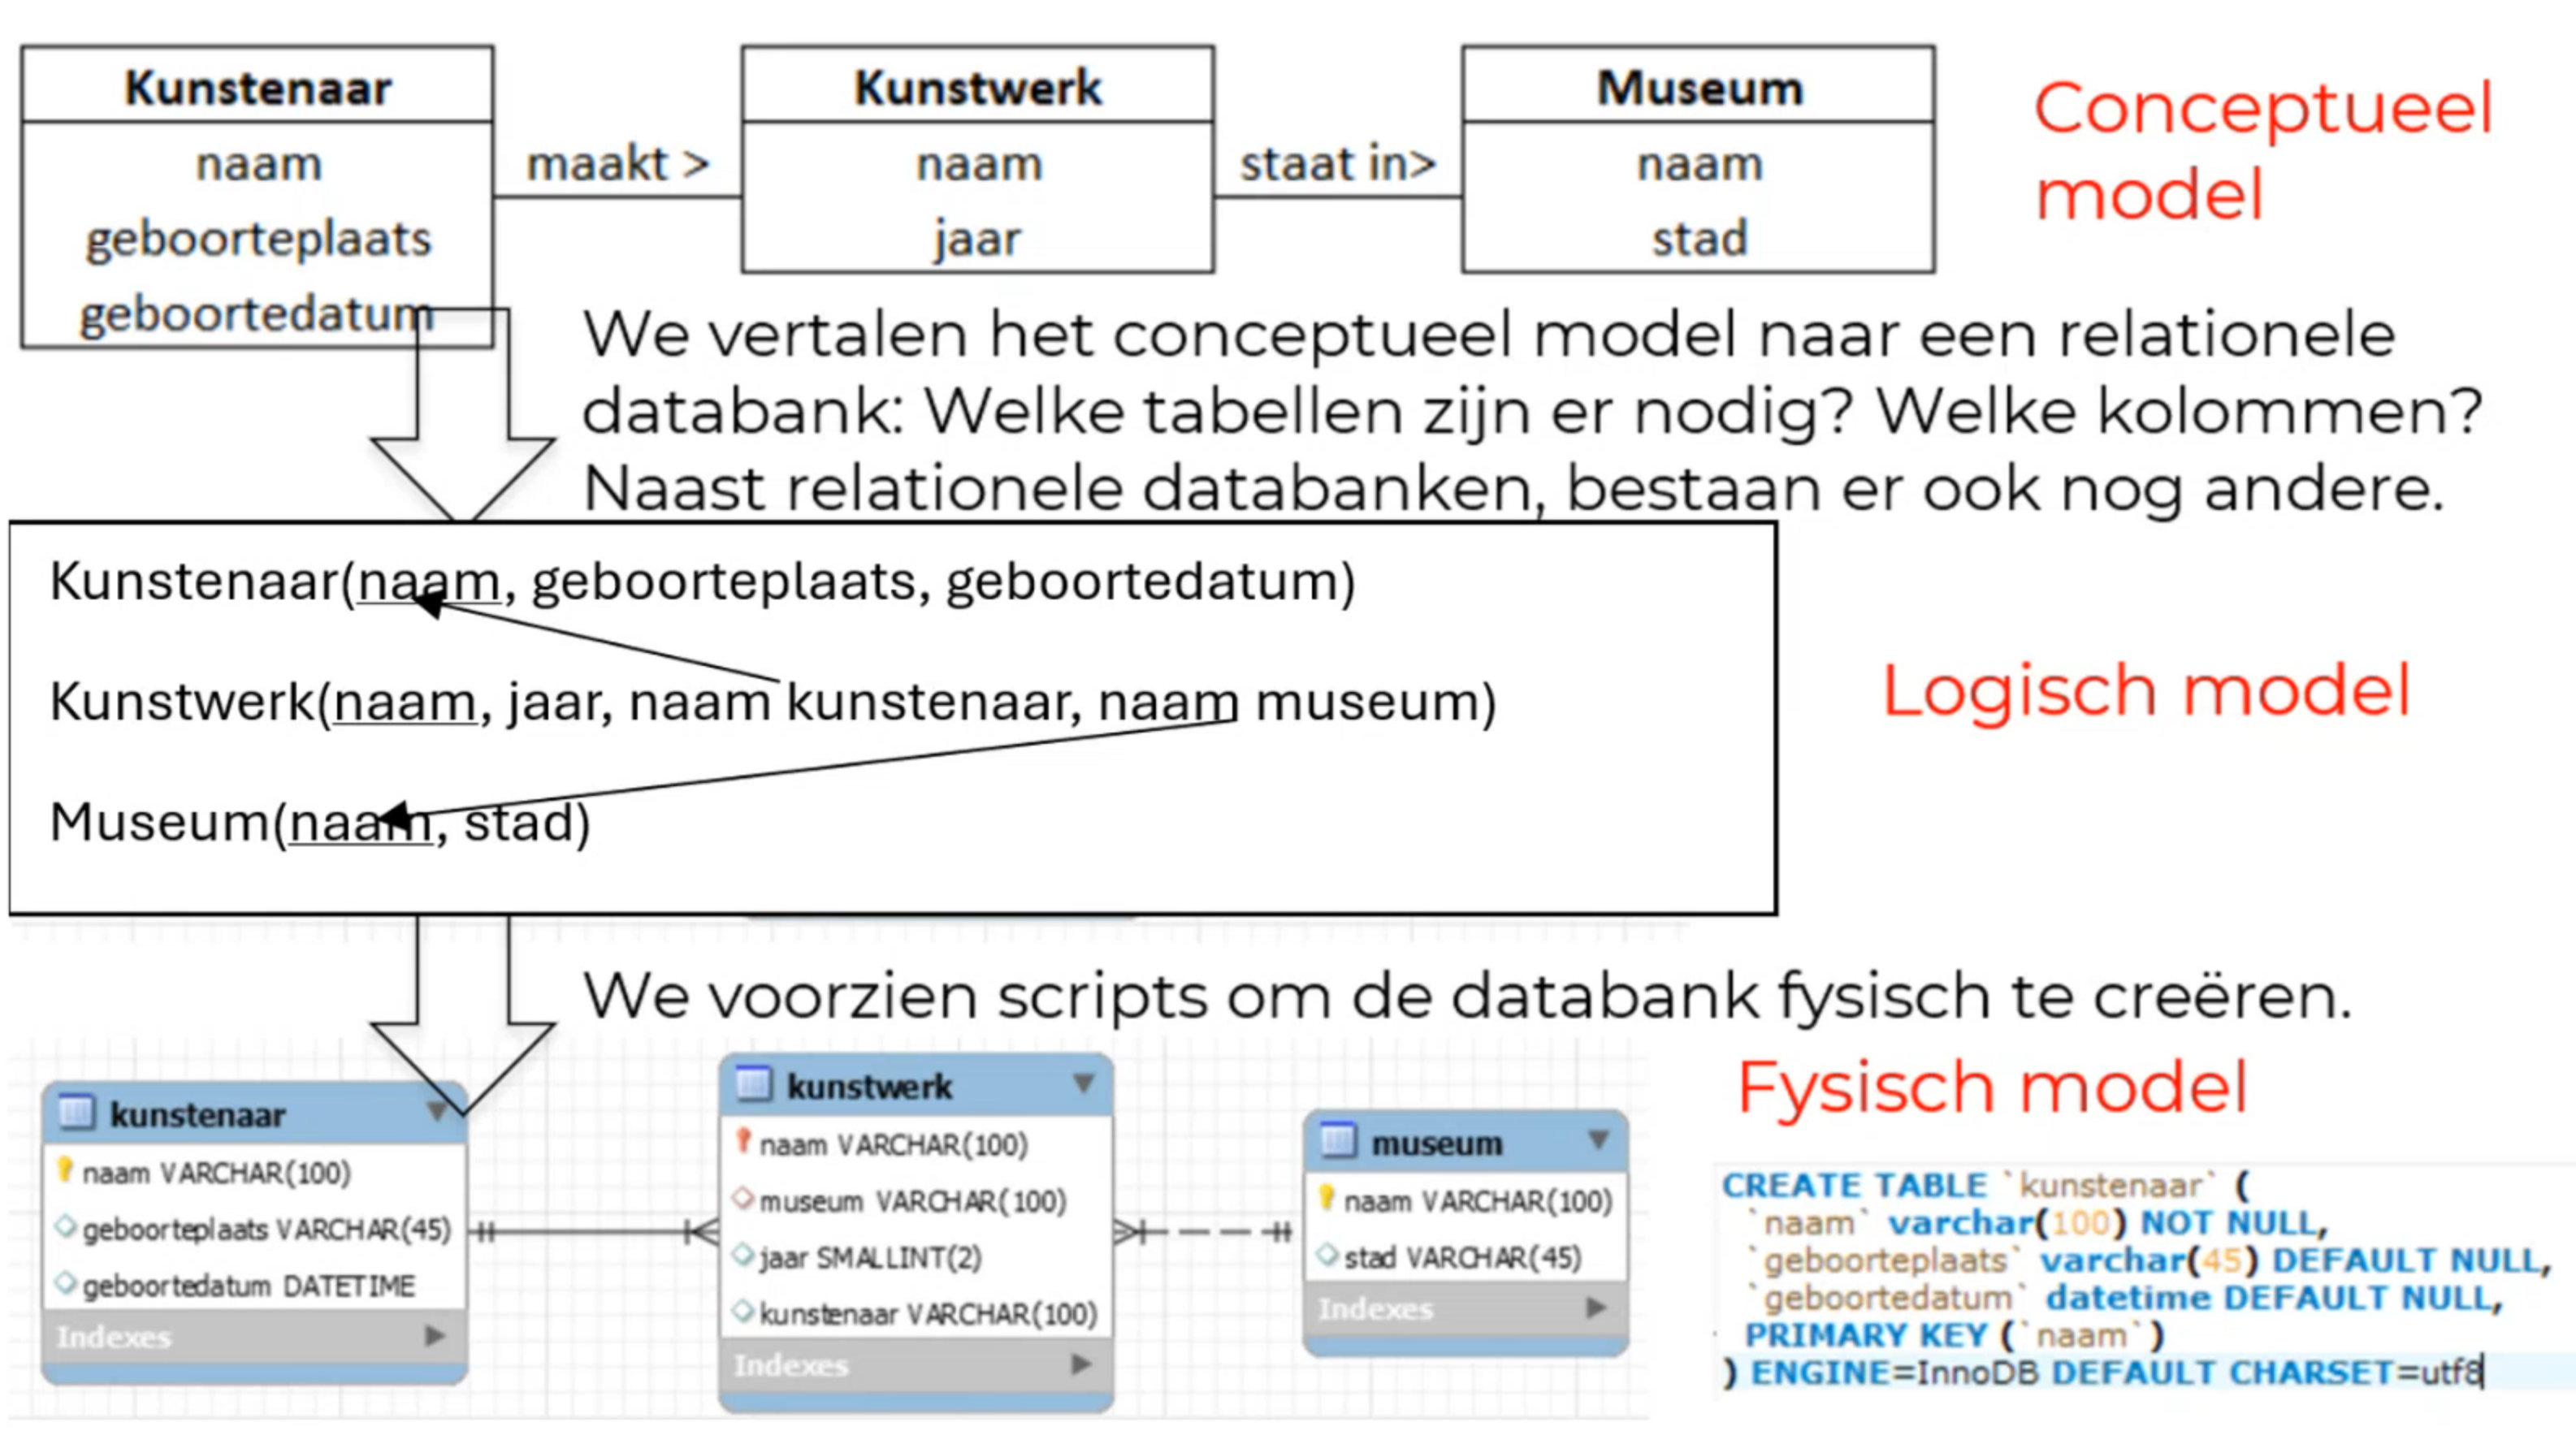 Kunstenaar
naam
geboorteplaats
geboortedatum
maakt >
Kunstwerk
naam
jaar
staat in>
Museum
naam
stad
Conceptueel
model
We vertalen het conceptueel model naar een relationele
databank: Welke tabellen zijn er nodig? Welke kolommen?
Naast relationele databanken, bestaan er ook nog andere.
Kunstenaar(naam, geboorteplaats, geboortedatum)
Kunstwerk(naam, jaar, naam kunstenaar, naam museum)
Museum(naam, stad)
Logisch model
We voorzien scripts om de databank fysisch te creëren.
Fysisch model
kunstenaar
naam VARCHAR(100)
geboorteplaats VARCHAR(45)
geboortedatum DATETIME
Indexes
kunstwerk
naam VARCHAR(100)
museum VARCHAR(100)
jaar SMALLINT(2)
kunstenaar VARCHAR(100)
Indexes
museum
naam VARCHAR(100)
stad VARCHAR(45)
Indexes
CREATE TABLE `kunstenaar` (
`naam` varchar(100) NOT NULL,
`geboorteplaats` varchar(45) DEFAULT NULL,
`geboortedatum` datetime DEFAULT NULL,
PRIMARY KEY (`naam`)
) ENGINE=InnoDB DEFAULT CHARSET=utf8